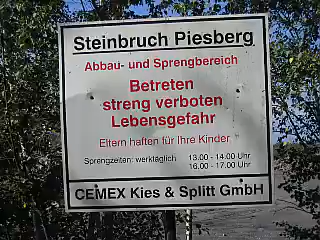 Steinbruch Piesberg
Abbau- und Sprengbereich
Betreten
streng verboten
Lebensgefahr
Eltern haften für Ihre Kinder
Sprengzeiten: werktäglich 13.00 - 14.00 Uhr
16.00 - 17.00 Uhr
CEMEX Kies & Splitt GmbH